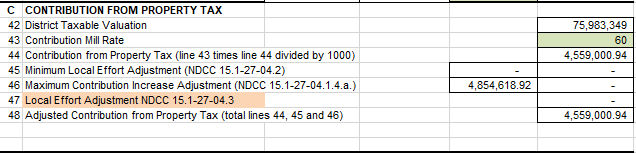 C CONTRIBUTION FROM PROPERTY TAX
42 District Taxable Valuation 75,983,349
43 Contribution Mill Rate 60
44 Contribution from Property Tax (line 43 times line 44 divided by 1000) 4,559,000.94
45 Minimum Local Effort Adjustment (NDCC 15.1-27-04.2) - -
46 Maximum Contribution Increase Adjustment (NDCC 15.1-27-04.1.4.a.) 4,854,618.92 -
47 Local Effort Adjustment NDCC 15.1-27-04.3 -
48 Adjusted Contribution from Property Tax (total lines 44, 45 and 46) 4,559,000.94